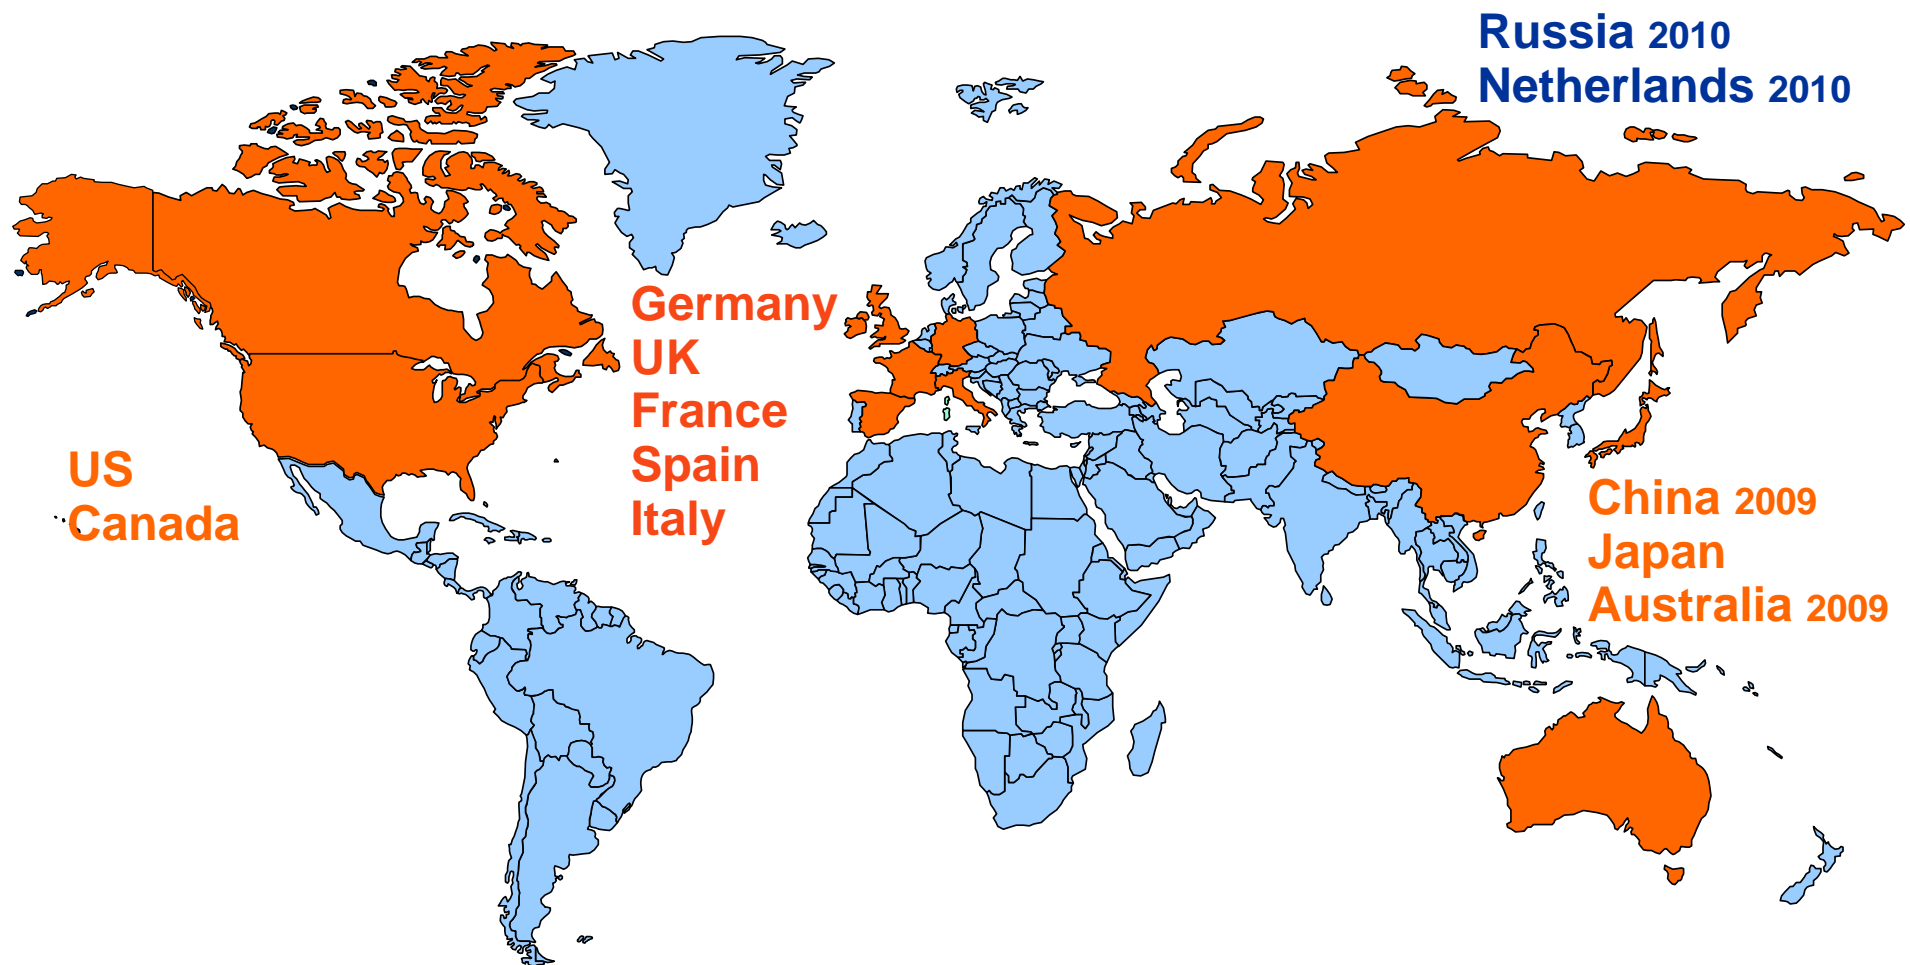 Russia 2010
Netherlands 2010
Germany
UK
France
Spain
Italy
US
Canada
China 2009
Japan
Australia 2009